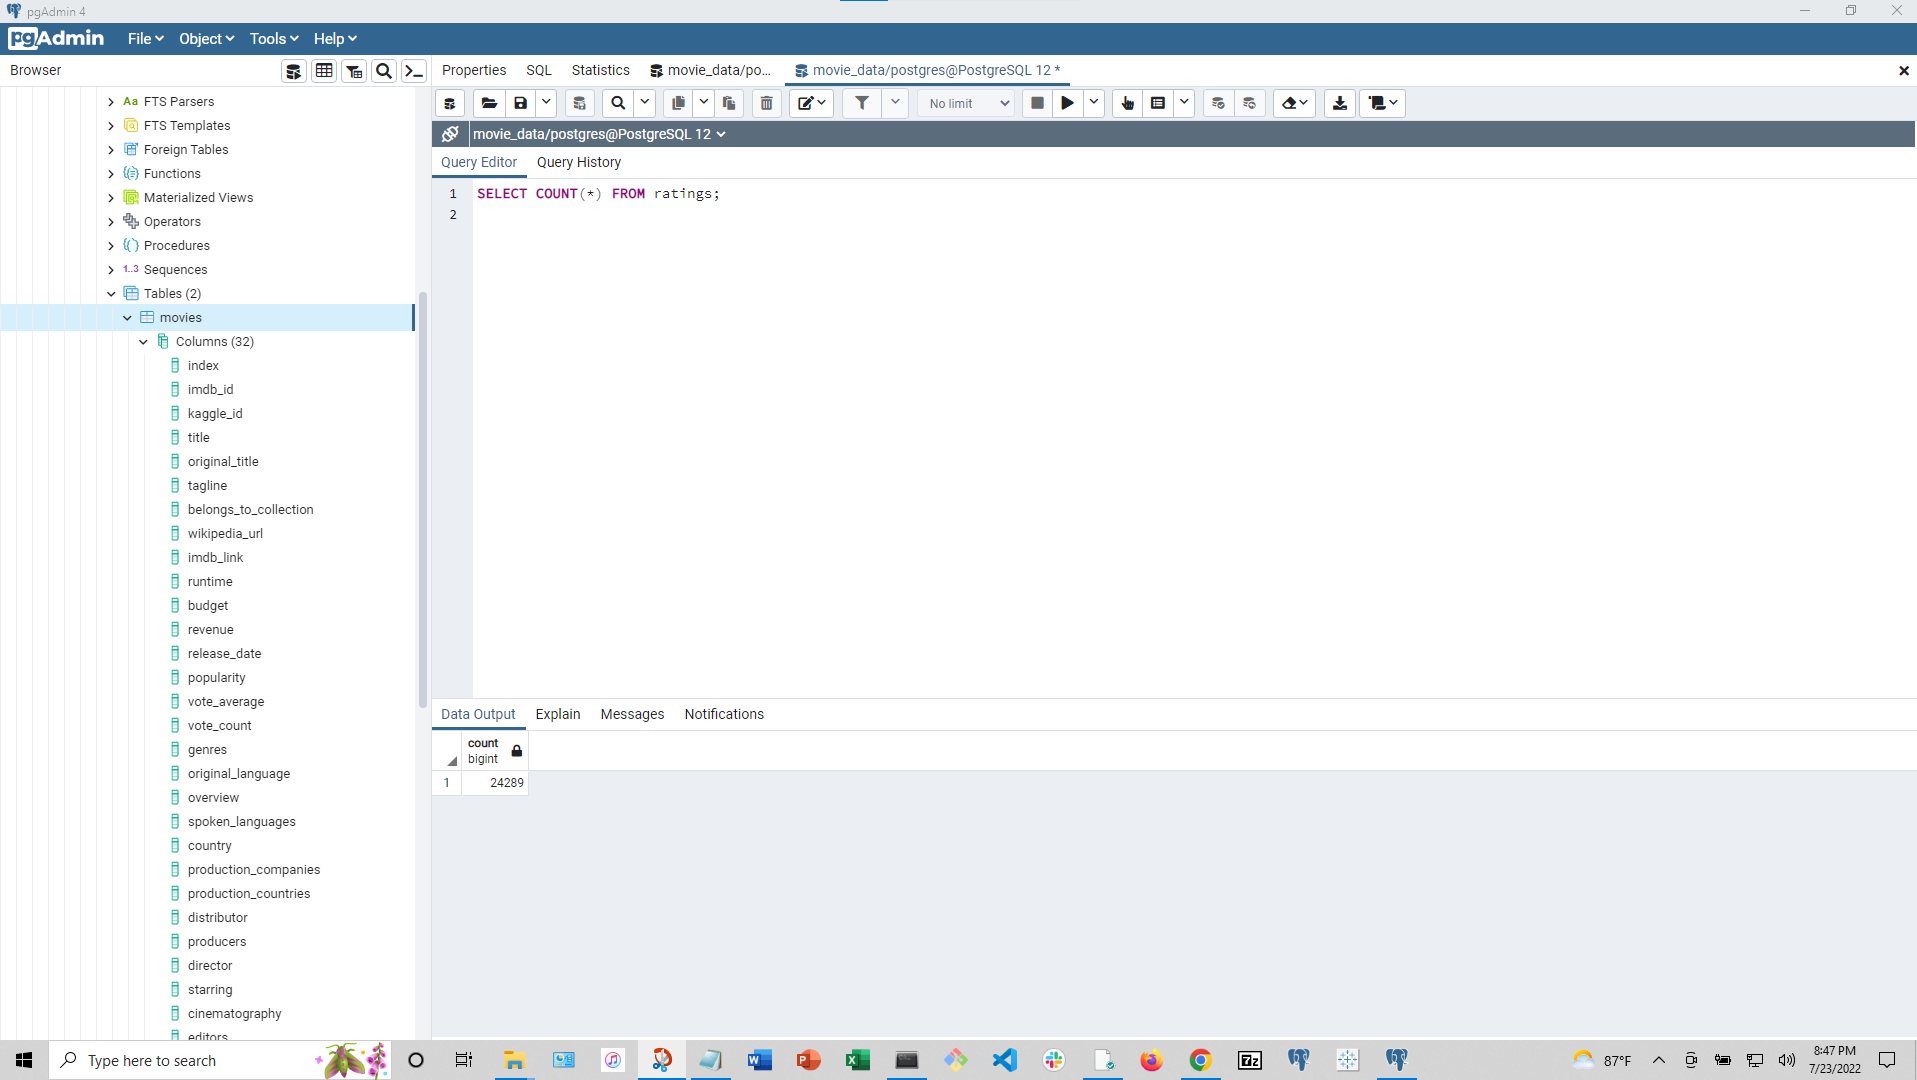 pgAdmin 4
pgAdmin File Object Tools Help
Browser
Properties SQL Statistics movie_data/po... movie_data/postgres@PostgreSQL 12 *
No limit
movie_data/postgres@PostgreSQL 12
Query Editor Query History
1 SELECT COUNT(*) FROM ratings;
2
Aa FTS Parsers
FTS Templates
Foreign Tables
Functions
Materialized Views
Operators
Procedures
1..3 Sequences
Tables (2)
movies
Columns (32)
index
imdb_id
kaggle_id
title
original_title
tagline
belongs_to_collection
wikipedia_url
imdb_link
runtime
budget
revenue
release_date
popularity
vote_average
vote_count
genres
original_language
overview
spoken_languages
country
production_companies
production_countries
distributor
producers
director
starring
cinematography
editors
Data Output Explain Messages Notifications
count
bigint
1 24289
Type here to search
7z
87°F
8:47 PM
7/23/2022